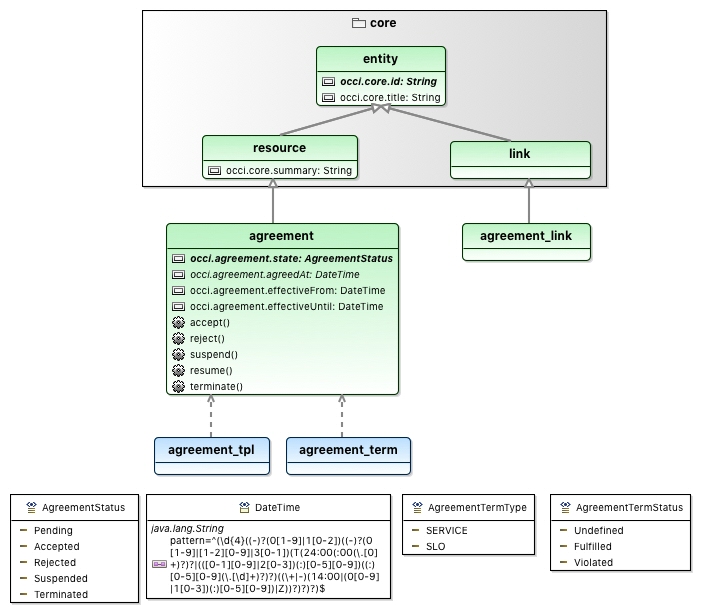 core
entity
occi.core.id: String
occi.core.title: String
resource
occi.core.summary: String
link
agreement
occi.agreement.state: AgreementStatus
occi.agreement.agreedAt: DateTime
occi.agreement.effectiveFrom: DateTime
occi.agreement.effectiveUntil: DateTime
accept()
reject()
suspend()
resume()
terminate()
agreement_link
agreement_tpl
agreement_term
AgreementStatus
Pending
Accepted
Rejected
Suspended
Terminated
DateTime
java.lang.String
pattern=^(\d{4}((-)?(0[1-9]|1[0-2])((-)?(0
[1-9]|[1-2][0-9]|3[0-1])(T(24:00(:00(\.[0]
+)?)?|(([0-1][0-9]|2[0-3])(:)[0-5][0-9])((:)
[0-5][0-9](\.[\d]+)?)?)((\+|-)(14:00|(0[0-9]
|1[0-3])(:)[0-5][0-9])|Z))?)?)?)$
AgreementTermType
SERVICE
SLO
AgreementTermStatus
Undefined
Fulfilled
Violated